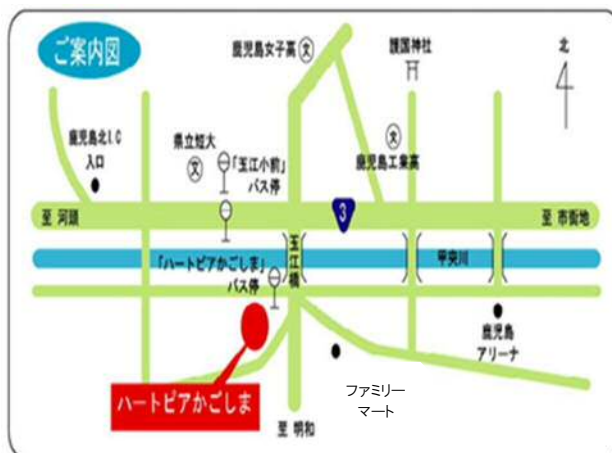 ご案内図
鹿児島女子高
文
護国神社
北
鹿児島北I.C
入口
県立短大
文
「玉江小前」
バス停
文
鹿児島工業高
至 河頭
3
至 市街地
玉江橋
甲突川
「ハートピアかごしま」
バス停
鹿児島
アリーナ
ハートピアかごしま
ファミリー
マート
至 明和